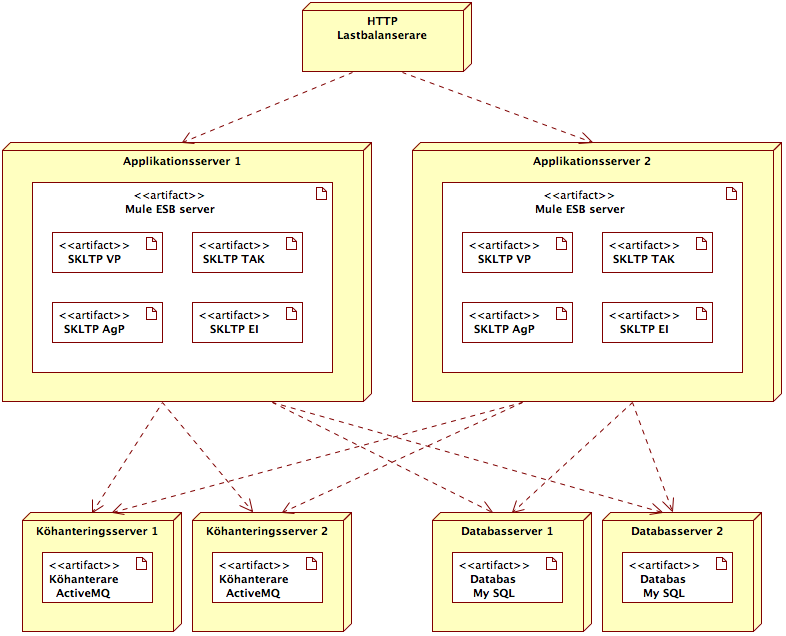 HTTP
Lastbalanserare
Applikationsserver 1
<<artifact>>
Mule ESB server
<<artifact>>
SKLTP VP
<<artifact>>
SKLTP TAK
<<artifact>>
SKLTP AgP
<<artifact>>
SKLTP EI
Applikationsserver 2
<<artifact>>
Mule ESB server
<<artifact>>
SKLTP VP
<<artifact>>
SKLTP TAK
<<artifact>>
SKLTP AgP
<<artifact>>
SKLTP EI
Köhanteringsserver 1
<<artifact>>
Köhanterare
ActiveMQ
Köhanteringsserver 2
<<artifact>>
Köhanterare
ActiveMQ
Databasserver 1
<<artifact>>
Databas
My SQL
Databasserver 2
<<artifact>>
Databas
My SQL